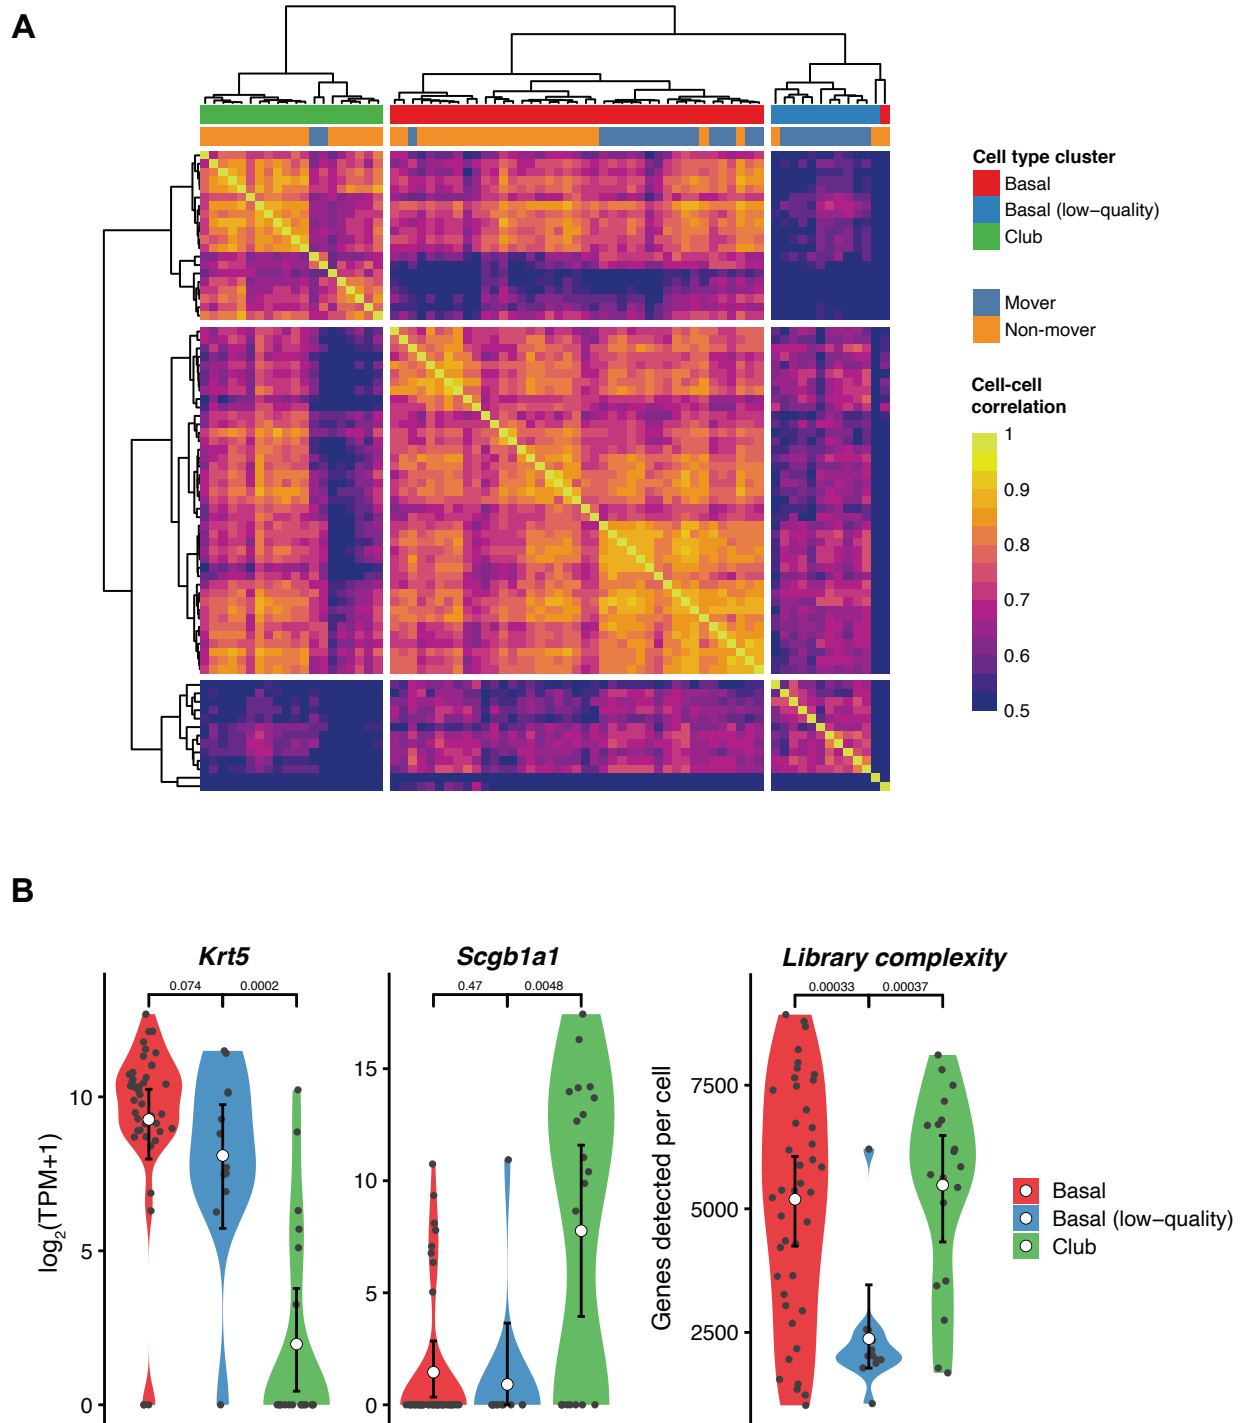 A
Cell type cluster
Basal
Basal (low−quality)
Club
Mover
Non-mover
Cell-cell
correlation
1
0.9
0.8
0.7
0.6
0.5
B
Krt5
Scgb1a1
Library complexity
0.074
0.0002
0.47
0.0048
0.00033
0.00037
log2(TPM+1)
10
5
0
15
10
5
0
Genes detected per cell
7500
5000
2500
Basal
Basal (low−quality)
Club